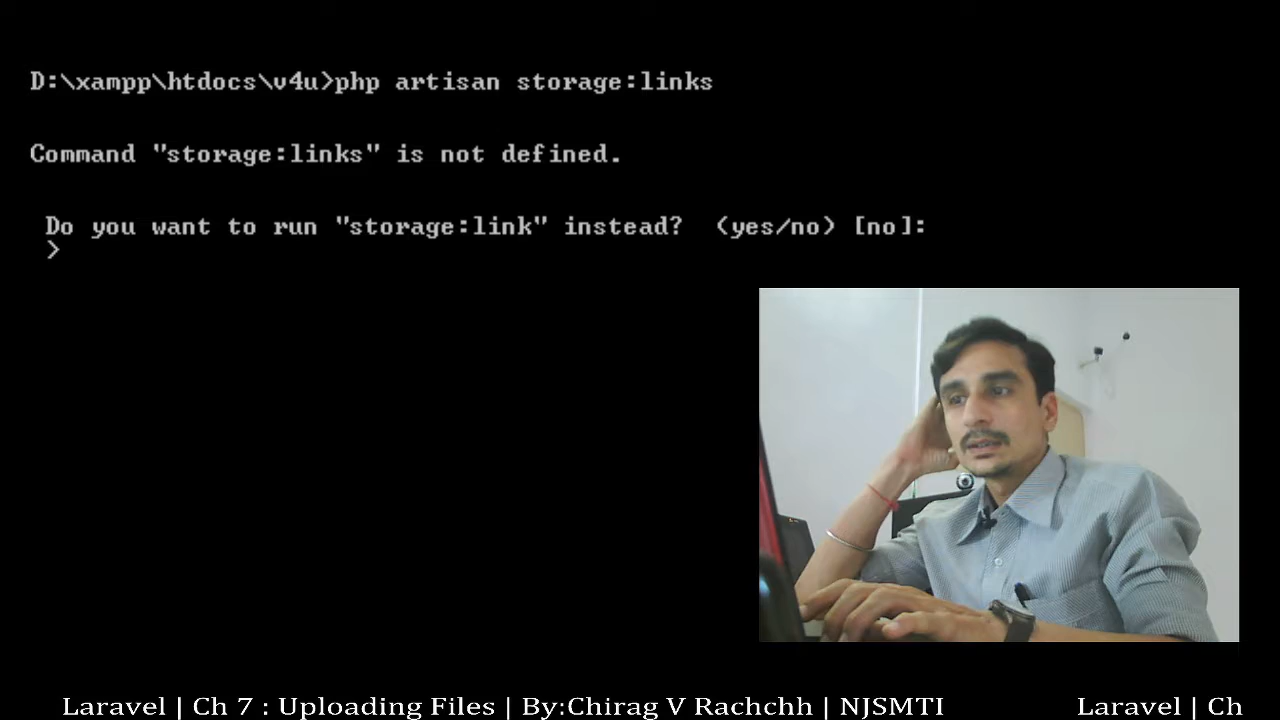 D:\xampp\htdocs\v4u>php artisan storage:links
Command "storage:links" is not defined.
Do you want to run "storage:link" instead?  (yes/no) [no]:
>
Laravel | Ch 7 : Uploading Files | By:Chirag V Rachchh | NJSMTI
Laravel | Ch